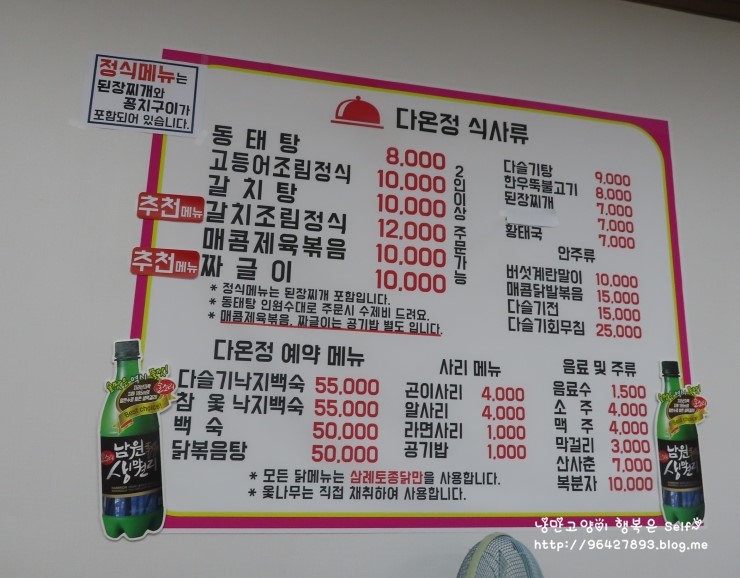 정식메뉴는
된장찌개와
꽁치구이가
포함되어 있습니다.
다온정 식사류
동태탕 8.000
고등어조림정식 10.000
갈치탕 10.000
추천메뉴
갈치조림정식 12.000
매콤제육볶음 10.000
추천메뉴
짜글이 10.000
2인이상주문가능
* 정식메뉴는 된장찌개 포함입니다.
* 동태탕 인원수대로 주문시 수제비 드려요.
* 매콤제육볶음, 짜글이는 공기밥 별도 입니다.
다슬기탕 9.000
한우뚝불고기 8.000
된장찌개 7.000
7.000
황태국 7.000
안주류
버섯계란말이 10,000
매콤닭발볶음 15,000
다슬기전 15,000
다슬기회무침 25,000
다온정 예약 메뉴
다슬기낙지백숙 55,000
참 옻 낙지백숙 55,000
백 숙 50,000
닭볶음탕 50,000
사리 메뉴
곤이사리 4,000
알사리 4,000
라면사리 1,000
공기밥 1,000
음료 및 주류
음료수 1.500
소 주 4,000
맥 주 4,000
막걸리 3,000
산사춘 7,000
복분자 10,000
* 모든 닭메뉴는 삼례토종닭만을 사용합니다.
* 옻나무는 직접 채취하여 사용합니다.
Best choice!
남원
생막걸리
남원
생막걸리
냥만고양이 행복은 Self
http://96427893.blog.me